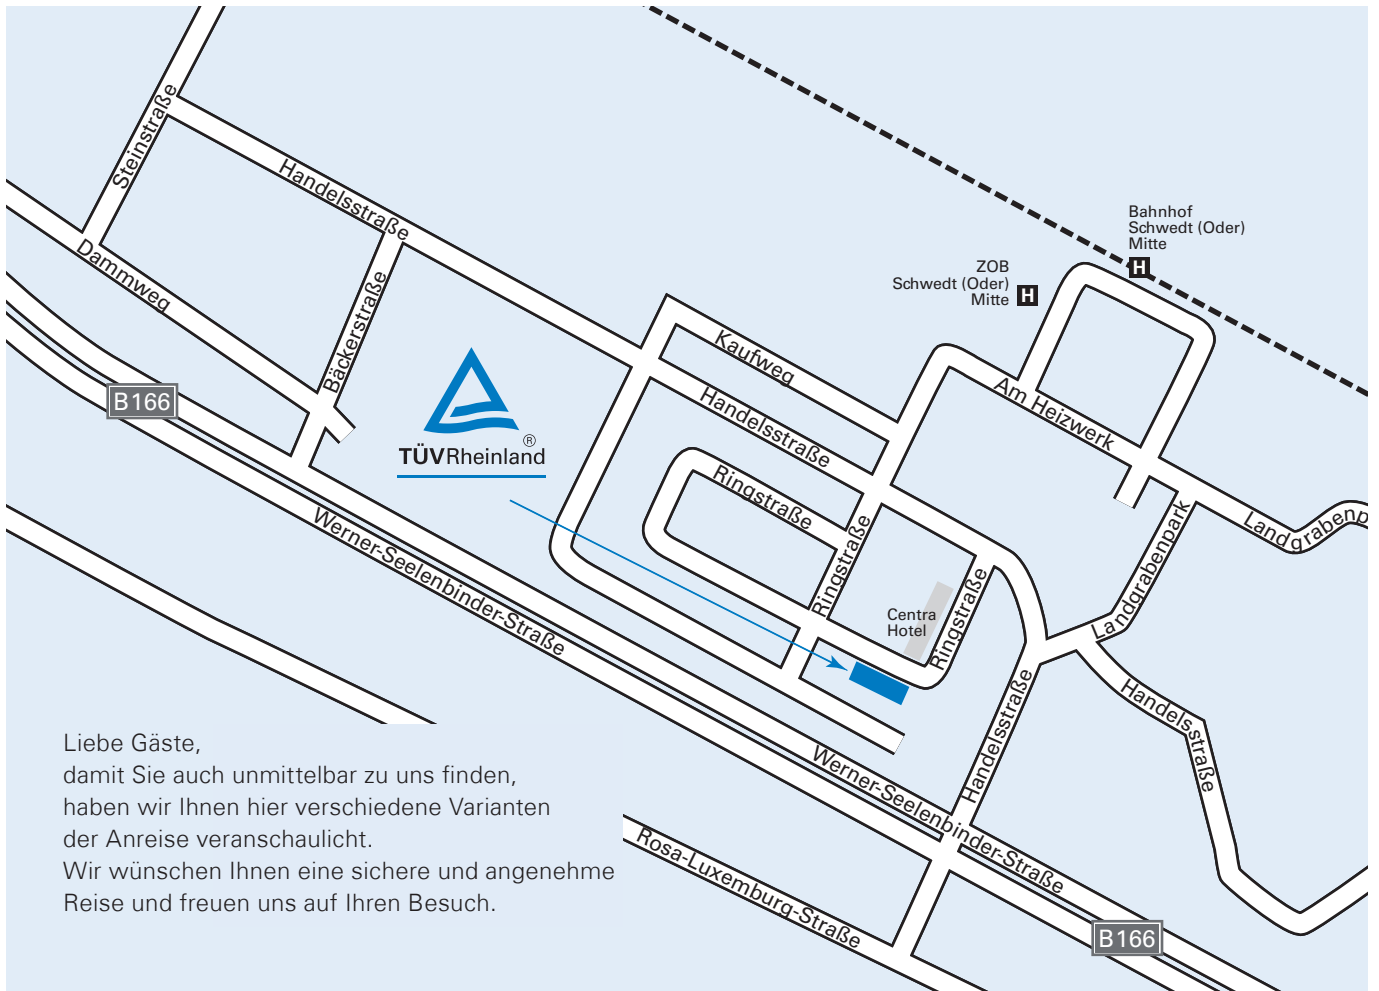 Steinstraße
Handelsstraße
Dammweg
Bäckerstraße
B166
Bahnhof
Schwedt (Oder)
Mitte
H
ZOB
Schwedt (Oder)
Mitte
H
Kaufweg
Am Heizwerk
Handelsstraße
®
TÜVRheinland
Ringstraße
Ringstraße
Landgrabenpark
Landgrabenp
Werner-Seelenbinder-Straße
Centra
Hotel
Ringstraße
Handelsstraße
Handelsstraße
Werner-Seelenbinder-Straße
Rosa-Luxemburg-Straße
B166
Liebe Gäste,
damit Sie auch unmittelbar zu uns finden,
haben wir Ihnen hier verschiedene Varianten
der Anreise veranschaulicht.
Wir wünschen Ihnen eine sichere und angenehme
Reise und freuen uns auf Ihren Besuch.